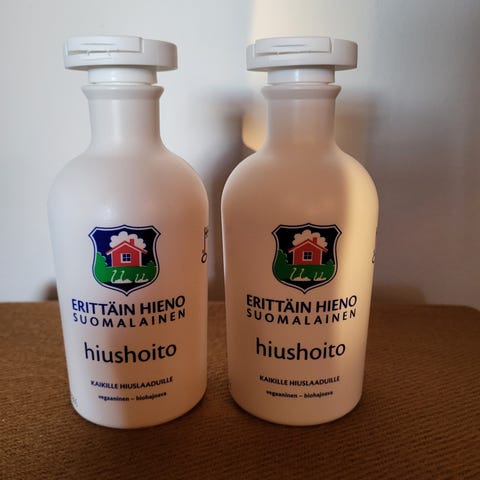 ERITTÄIN HIENO
SUOMALAINEN
hiushoito
KAIKILLE HIUSLAADUILLE
vegaaninen – biohajoava
ERITTÄIN HIENO
SUOMALAINEN
hiushoito
KAIKILLE HIUSLAADUILLE
vegaaninen – biohajoava